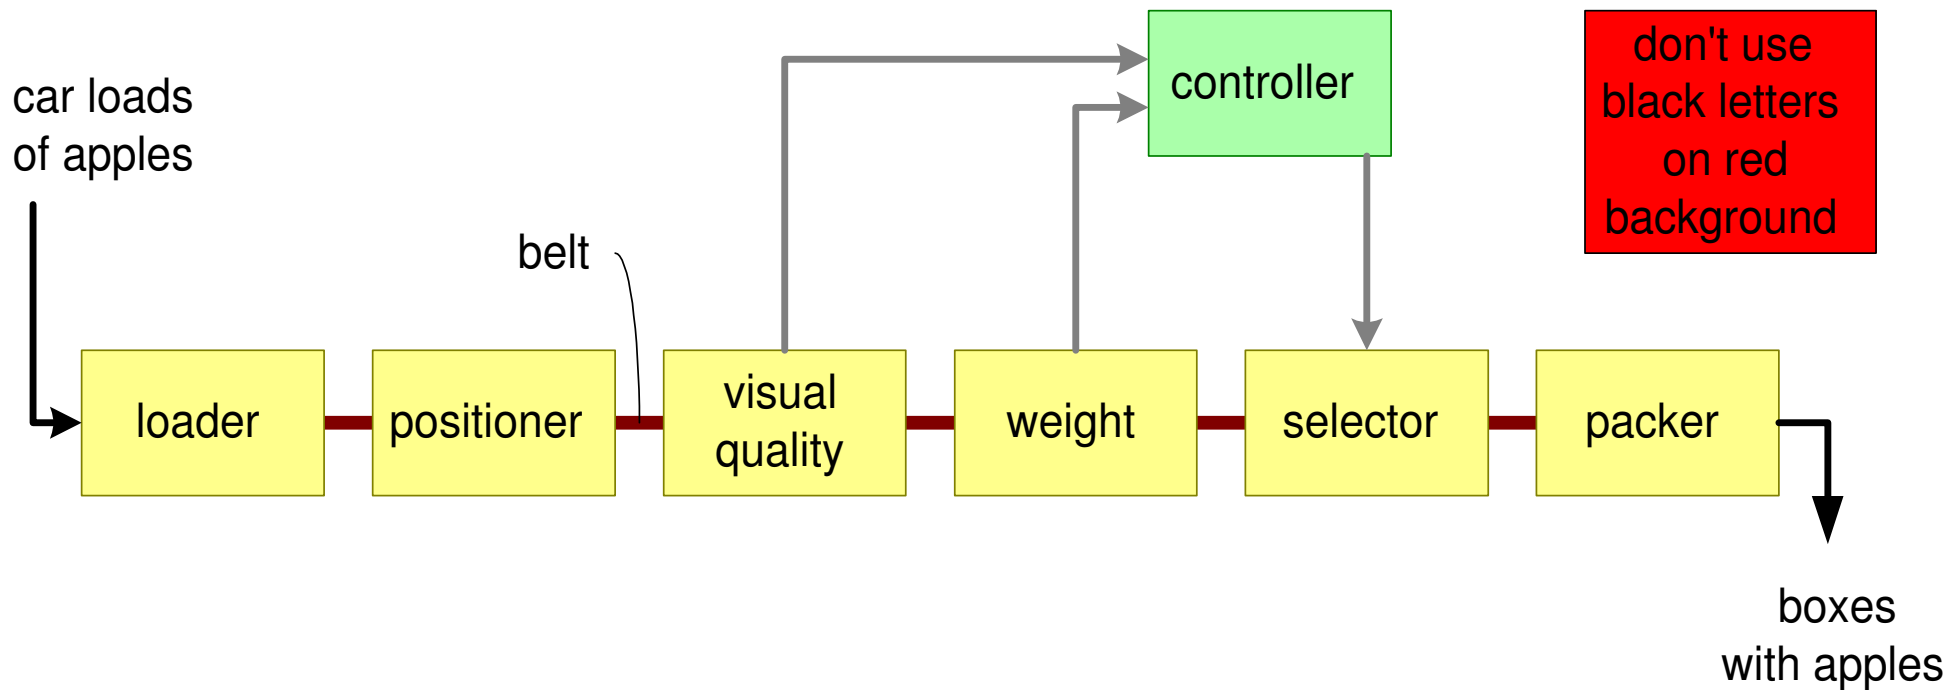 car loads
of apples
controller
don't use
black letters
on red
background
belt
loader
positioner
visual
quality
weight
selector
packer
boxes
with apples